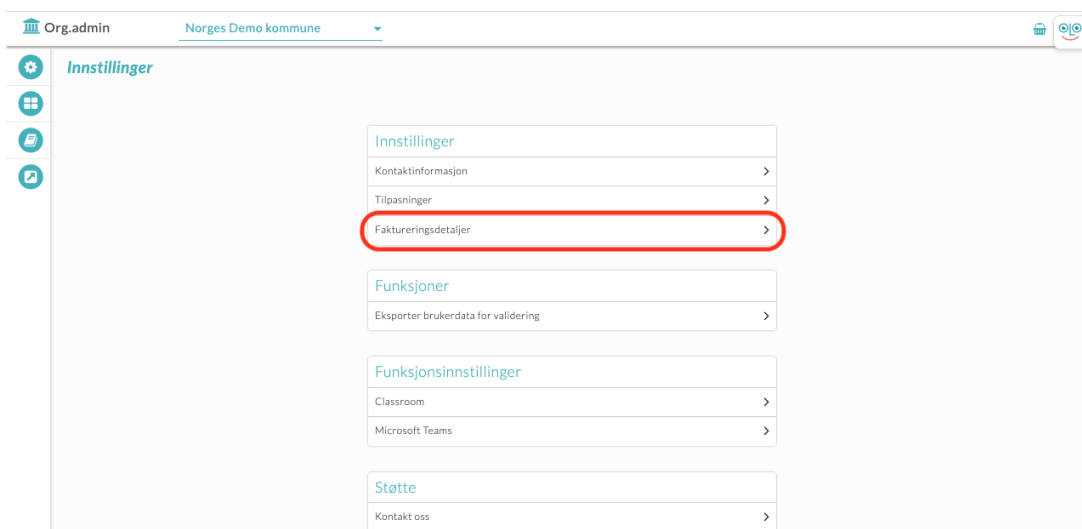 Org.admin
Norges Demo kommune
Innstillinger
Innstillinger
Kontaktinformasjon
Tilpasninger
Faktureringsdetaljer
Funksjoner
Eksporter brukerdata for validering
Funksjonsinnstillinger
Classroom
Microsoft Teams
Støtte
Kontakt oss